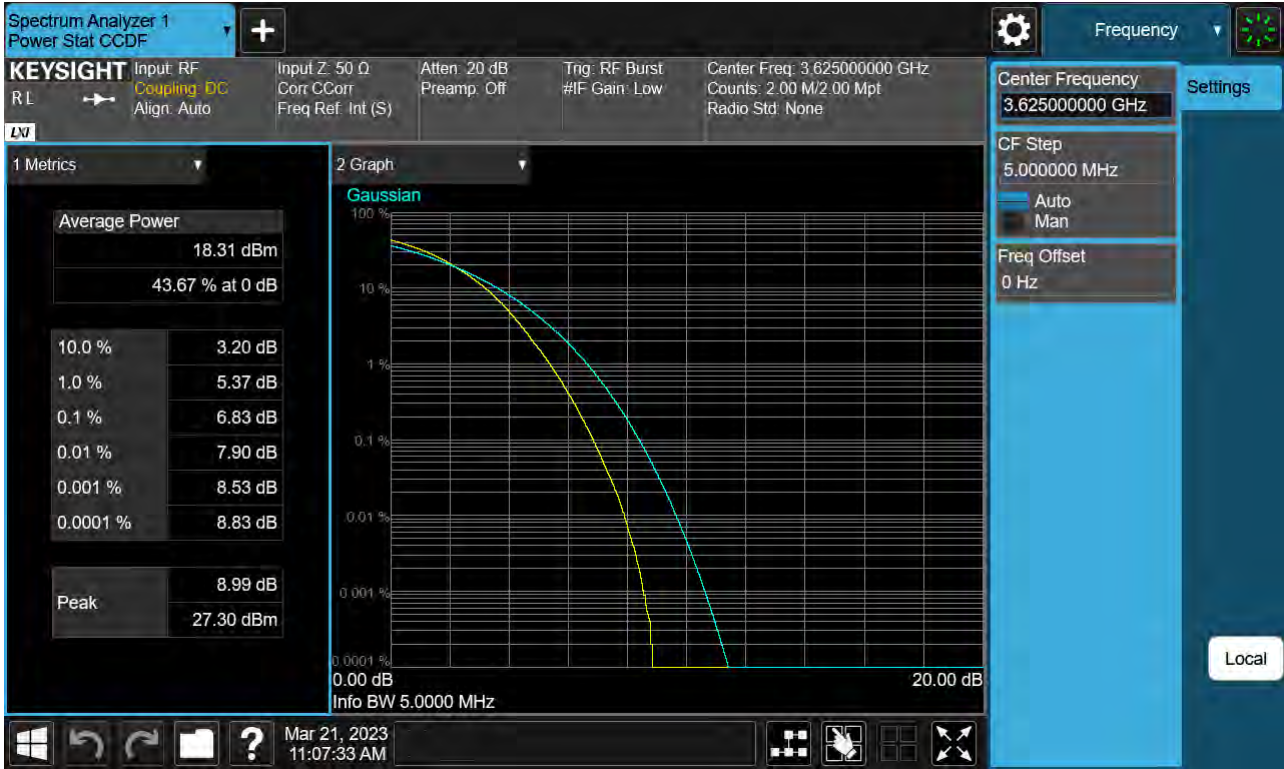 Spectrum Analyzer 1
Power Stat CCDF
+
Frequency
KEYSIGHT
RL
LXI
Input: RF
Coupling: DC
Align: Auto
Input Z: 50 Ω
Corr CCorr
Freq Ref: Int (S)
Atten: 20 dB
Preamp: Off
Trig: RF Burst
#IF Gain: Low
Center Freq: 3.625000000 GHz
Counts: 2.00 M/2.00 Mpt
Radio Std: None
Center Frequency
3.625000000 GHz
Settings
CF Step
5.000000 MHz
Auto
Man
Freq Offset
0 Hz
Local
1 Metrics
Average Power
18.31 dBm
43.67 % at 0 dB
10.0 % 3.20 dB
1.0 % 5.37 dB
0.1 % 6.83 dB
0.01 % 7.90 dB
0.001 % 8.53 dB
0.0001 % 8.83 dB
Peak
8.99 dB
27.30 dBm
2 Graph
Gaussian
100 %
10 %
1 %
0.1 %
0.01 %
0.001 %
0.0001 %
0.00 dB 20.00 dB
Info BW 5.0000 MHz
?
Mar 21, 2023
11:07:33 AM